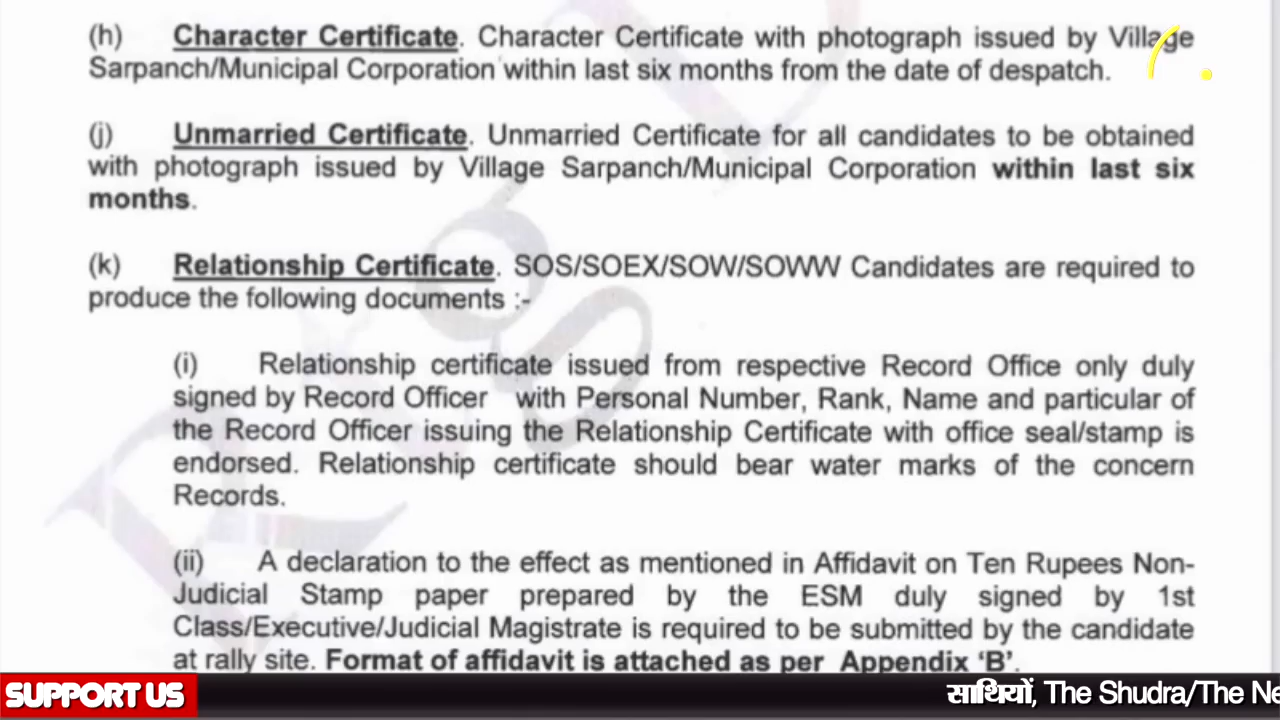 (h) Character Certificate. Character Certificate with photograph issued by Village
Sarpanch/Municipal Corporation within last six months from the date of despatch.
(j) Unmarried Certificate. Unmarried Certificate for all candidates to be obtained
with photograph issued by Village Sarpanch/Municipal Corporation within last six
months.
(k) Relationship Certificate. SOS/SOEX/SOW/SOWW Candidates are required to
produce the following documents :-
(i) Relationship certificate issued from respective Record Office only duly
signed by Record Officer with Personal Number, Rank, Name and particular of
the Record Officer issuing the Relationship Certificate with office seal/stamp is
endorsed. Relationship certificate should bear water marks of the concern
Records.
(ii) A declaration to the effect as mentioned in Affidavit on Ten Rupees Non-
Judicial Stamp paper prepared by the ESM duly signed by 1st
Class/Executive/Judicial Magistrate is required to be submitted by the candidate
at rally site. Format of affidavit is attached as per Appendix ‘B’.
SUPPORT US
साथियों, The Shudra/The Ne